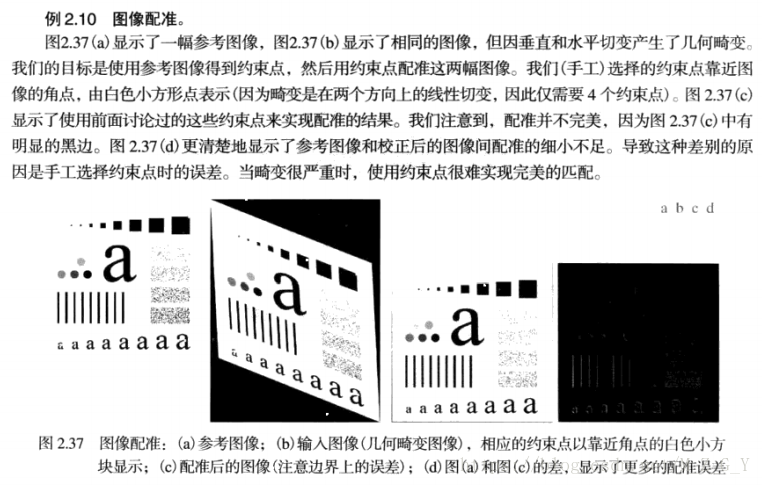 例 2.10 图像配准。
图2.37(a)显示了一幅参考图像，图2.37(b)显示了相同的图像，但因垂直和水平切变产生了几何畸变。
我们的目标是使用参考图像得到约束点，然后用约束点配准这两幅图像。我们(手工)选择的约束点靠近图
像的角点，由白色小方形点表示(因为畸变是在两个方向上的线性切变，因此仅需要 4 个约束点)。图 2.37(c)
显示了使用前面讨论过的这些约束点来实现配准的结果。我们注意到，配准并不完美，因为图 2.37(c)中有
明显的黑边。图 2.37(d)更清楚地显示了参考图像和校正后的图像间配准的细小不足。导致这种差别的原
因是手工选择约束点时的误差。当畸变很严重时，使用约束点很难实现完美的匹配。
a b c d
a
a a a a a a a a
a
a a a a a a a a
a
a a a a a a a a
图 2.37 图像配准：(a)参考图像；(b)输入图像(几何畸变图像)，相应的约束点以靠近角点的白色小方
块显示；(c)配准后的图像(注意边界上的误差)；(d)图(a)和图(c)的差，显示了更多的配准误差